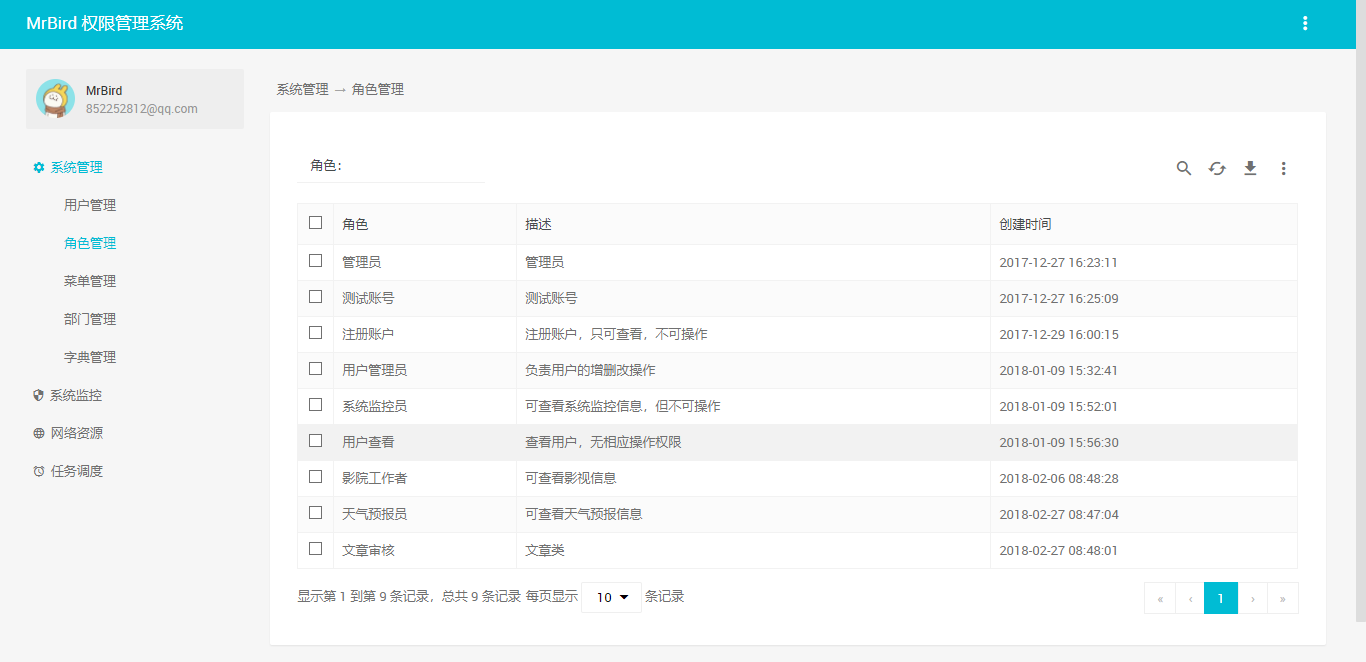 MrBird 权限管理系统
MrBird
852252812@qq.com
系统管理 → 角色管理
系统管理
用户管理
角色管理
菜单管理
部门管理
字典管理
系统监控
网络资源
任务调度
角色：
角色 描述 创建时间
管理员 管理员 2017-12-27 16:23:11
测试账号 测试账号 2017-12-27 16:25:09
注册账户 注册账户，只可查看，不可操作 2017-12-29 16:00:15
用户管理员 负责用户的增删改操作 2018-01-09 15:32:41
系统监控员 可查看系统监控信息，但不可操作 2018-01-09 15:52:01
用户查看 查看用户，无相应操作权限 2018-01-09 15:56:30
影院工作者 可查看影视信息 2018-02-06 08:48:28
天气预报员 可查看天气预报信息 2018-02-27 08:47:04
文章审核 文章类 2018-02-27 08:48:01
显示第 1 到第 9 条记录，总共 9 条记录 每页显示 10 条记录
« ‹ 1 › »